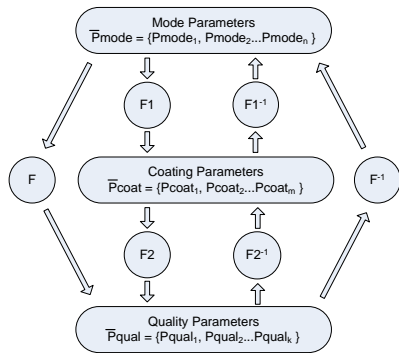 Mode Parameters
P̅mode = {Pmode₁, Pmode₂...Pmodeₙ }
F1
F1⁻¹
Coating Parameters
P̅coat = {Pcoat₁, Pcoat₂...Pcoatₘ }
F
F⁻¹
F2
F2⁻¹
Quality Parameters
P̅qual = {Pqual₁, Pqual₂...Pqualₖ }